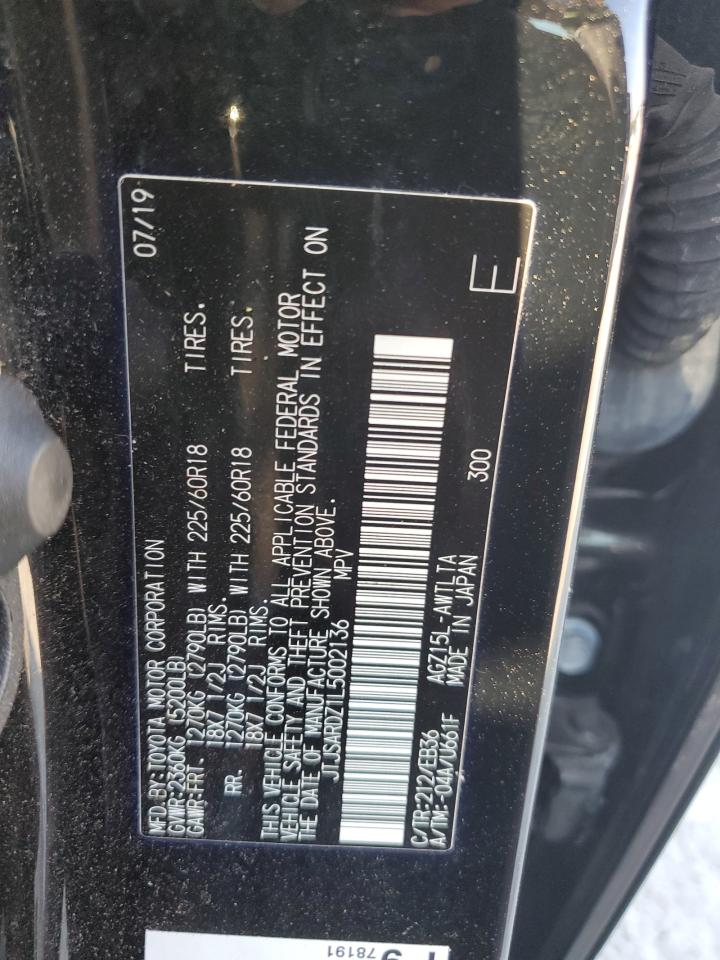 MFD.BY:TOYOTA MOTOR CORPORATION 07/19
GVWR:2360KG (5200LB)
GAWR:FRT. 1270KG (2790LB) WITH 225/60R18 TIRES.
18X7 1/2J RIMS.
RR. 1270KG (2790LB) WITH 225/60R18 TIRES.
18X7 1/2J RIMS.
THIS VEHICLE CONFORMS TO ALL APPLICABLE FEDERAL MOTOR
VEHICLE SAFETY AND THEFT PREVENTION STANDARDS IN EFFECT ON
THE DATE OF MANUFACTURE SHOWN ABOVE.
JTJSARDZ1L5002136 MPV
C/TR:212/EB36 AGZ15L-AWTLTA
A/TM:-04A/U661F MADE IN JAPAN 300 E
78191